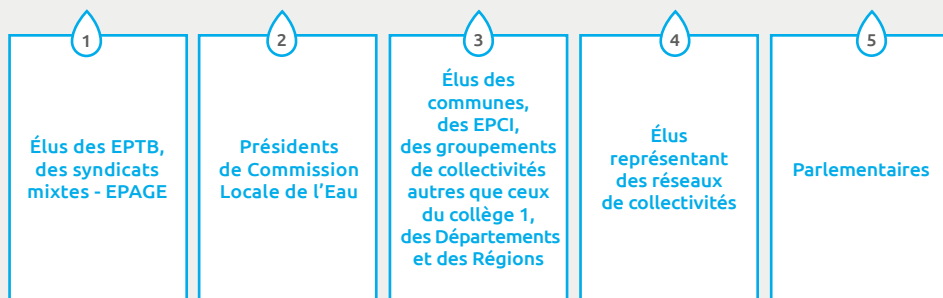 1
Élus des EPTB,
des syndicats
mixtes - EPAGE
2
Présidents
de Commission
Locale de l’Eau
3
Élus des
communes,
des EPCI,
des groupements
de collectivités
autres que ceux
du collège 1,
des Départements
et des Régions
4
Élus
représentant
des réseaux
de collectivités
5
Parlementaires